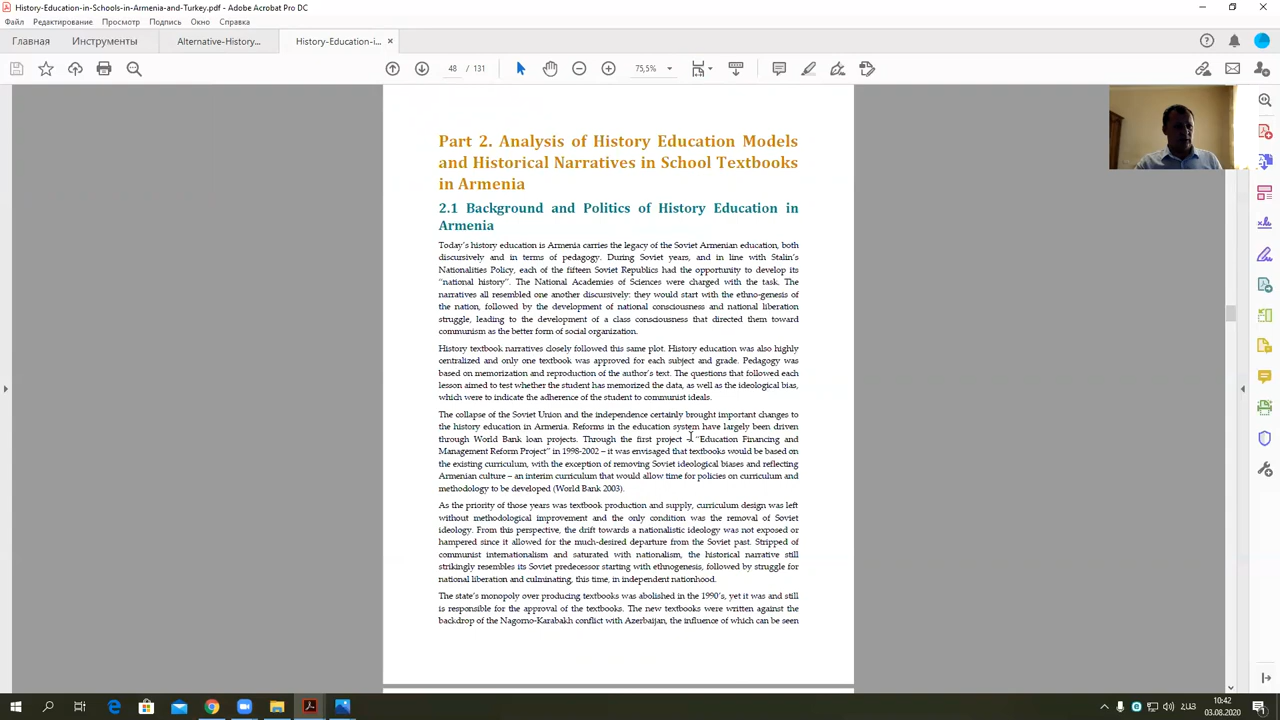 History-Education-in-Schools-in-Armenia-and-Turkey.pdf - Adobe Acrobat Pro DC
Файл Редактирование Просмотр Подпись Окно Справка
Главная Инструменты Alternative-History... History-Education-i...
48 / 131 75,5%
Part 2. Analysis of History Education Models
and Historical Narratives in School Textbooks
in Armenia
2.1 Background and Politics of History Education in
Armenia
Today's history education is Armenia carries the legacy of the Soviet Armenian education, both
discursively and in terms of pedagogy. During Soviet years, and in line with Stalin's
Nationalities Policy, each of the fifteen Soviet Republics had the opportunity to develop its
"national history". The National Academies of Sciences were charged with the task. The
narratives all resembled one another discursively: they would start with the ethno-genesis of
the nation, followed by the development of national consciousness and national liberation
struggle, leading to the development of a class consciousness that directed them toward
communism as the better form of social organization.
History textbook narratives closely followed this same plot. History education was also highly
centralized and only one textbook was approved for each subject and grade. Pedagogy was
based on memorization and reproduction of the author's text. The questions that followed each
lesson aimed to test whether the student has memorized the data, as well as the ideological bias,
which were to indicate the adherence of the student to communist ideals.
The collapse of the Soviet Union and the independence certainly brought important changes to
the history education in Armenia. Reforms in the education system have largely been driven
through World Bank loan projects. Through the first project – "Education Financing and
Management Reform Project" in 1998-2002 – it was envisaged that textbooks would be based on
the existing curriculum, with the exception of removing Soviet ideological biases and reflecting
Armenian culture – an interim curriculum that would allow time for policies on curriculum and
methodology to be developed (World Bank 2003).
As the priority of those years was textbook production and supply, curriculum design was left
without methodological improvement and the only condition was the removal of Soviet
ideology. From this perspective, the drift towards a nationalistic ideology was not exposed or
hampered since it allowed for the much-desired departure from the Soviet past. Stripped of
communist internationalism and saturated with nationalism, the historical narrative still
strikingly resembles its Soviet predecessor starting with ethnogenesis, followed by struggle for
national liberation and culminating, this time, in independent nationhood.
The state's monopoly over producing textbooks was abolished in the 1990's, yet it was and still
is responsible for the approval of the textbooks. The new textbooks were written against the
backdrop of the Nagorno-Karabakh conflict with Azerbaijan, the influence of which can be seen
10:42
03.08.2020